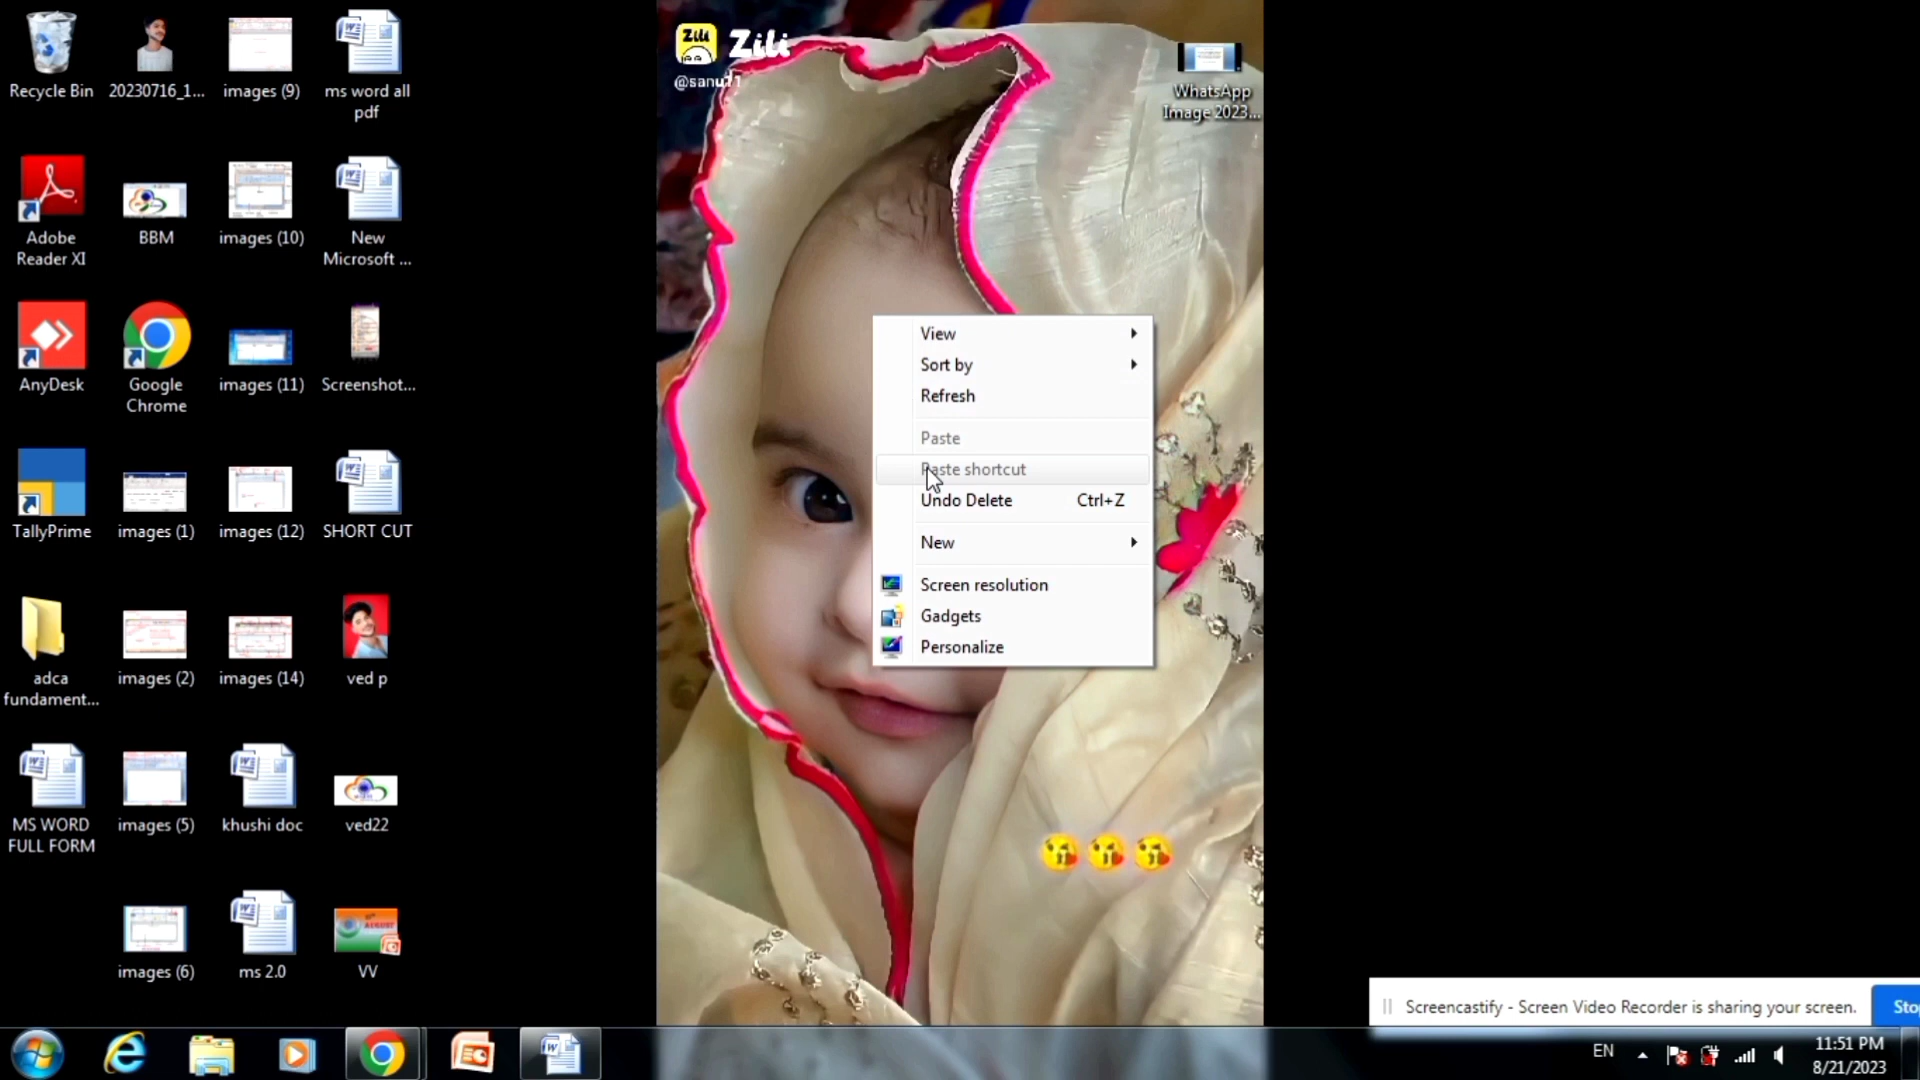 Recycle Bin
20230716_1...
images (9)
ms word all
pdf
Adobe
Reader XI
BBM
images (10)
New
Microsoft ...
AnyDesk
Google
Chrome
images (11)
Screenshot...
TallyPrime
images (1)
images (12)
SHORT CUT
adca
fundament...
images (2)
images (14)
ved p
MS WORD
FULL FORM
images (5)
khushi doc
ved22
images (6)
ms 2.0
VV
Zili
Zili
@sanu71
WhatsApp
Image 2023...
View
Sort by
Refresh
Paste
Paste shortcut
Undo Delete Ctrl+Z
New
Screen resolution
Gadgets
Personalize
Screencastify - Screen Video Recorder is sharing your screen.
Sto
EN
11:51 PM
8/21/2023